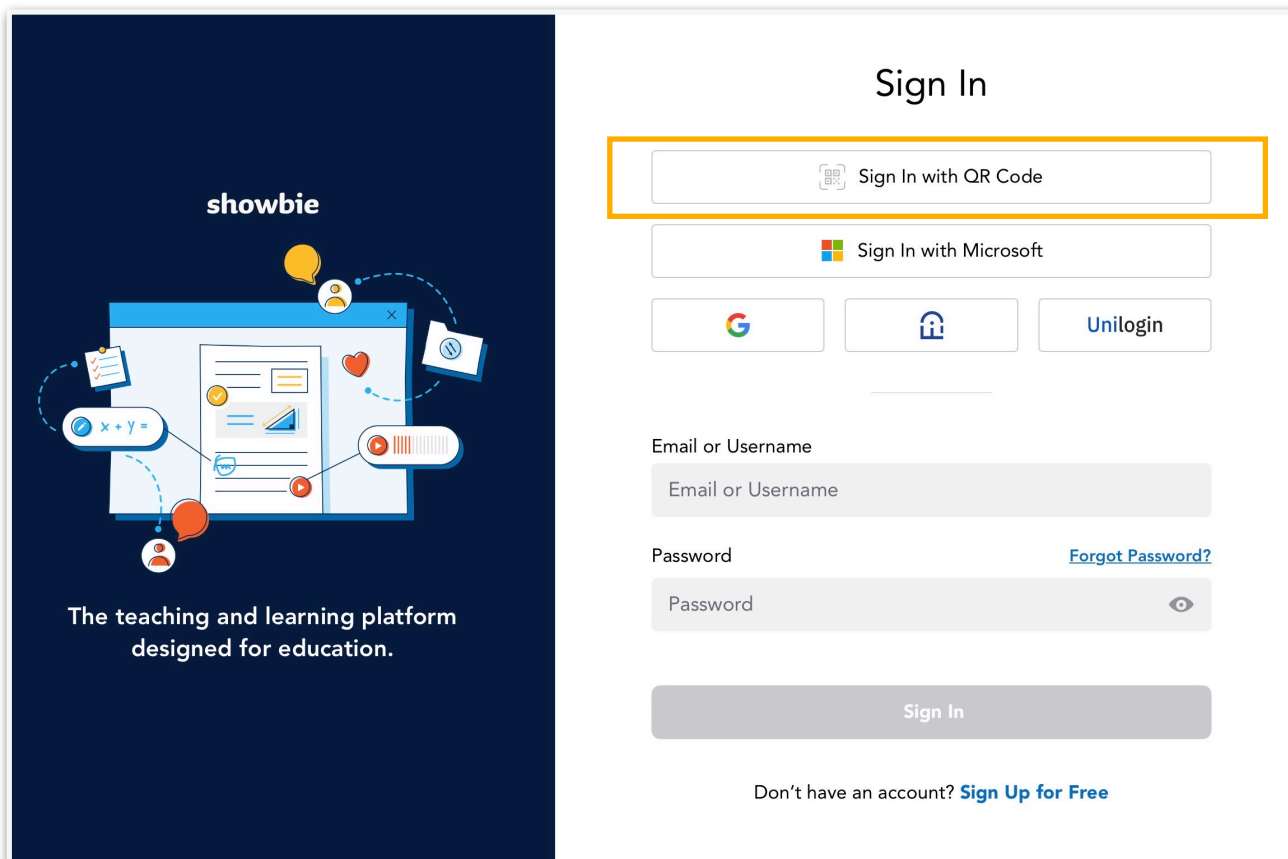 showbie
x + y =
The teaching and learning platform
designed for education.
Sign In
Sign In with QR Code
Sign In with Microsoft
Unilogin
Email or Username
Email or Username
Password
Forgot Password?
Password
Sign In
Don’t have an account? Sign Up for Free